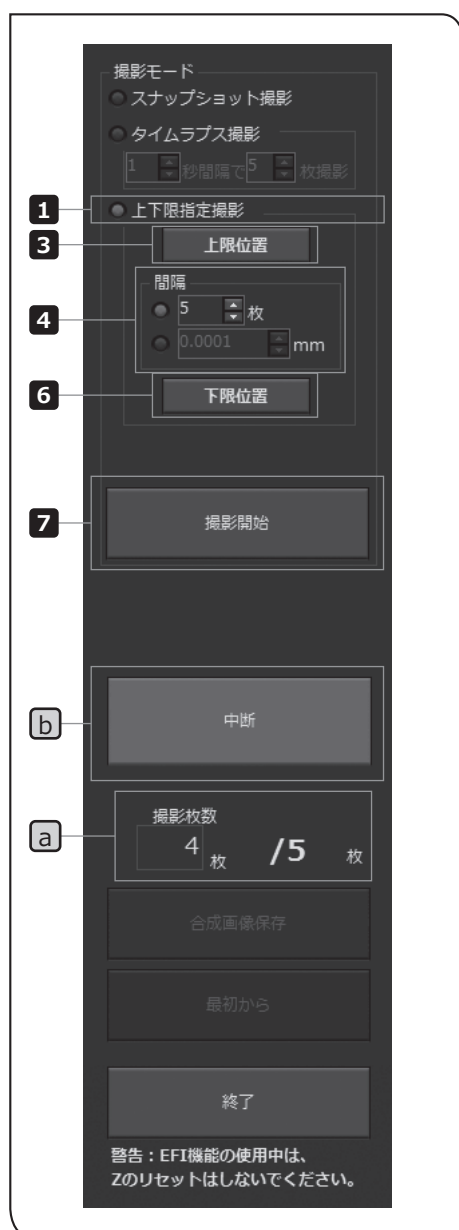 撮影モード
スナップショット撮影
タイムラプス撮影
1 秒間隔で 5 枚撮影
1 上下限指定撮影
3 上限位置
間隔
4 5 枚
0.0001 mm
6 下限位置
7 撮影開始
b 中断
撮影枚数
a 4 枚 /5 枚
合成画像保存
最初から
終了
警告：EFI機能の使用中は、
Zのリセットはしないでください。